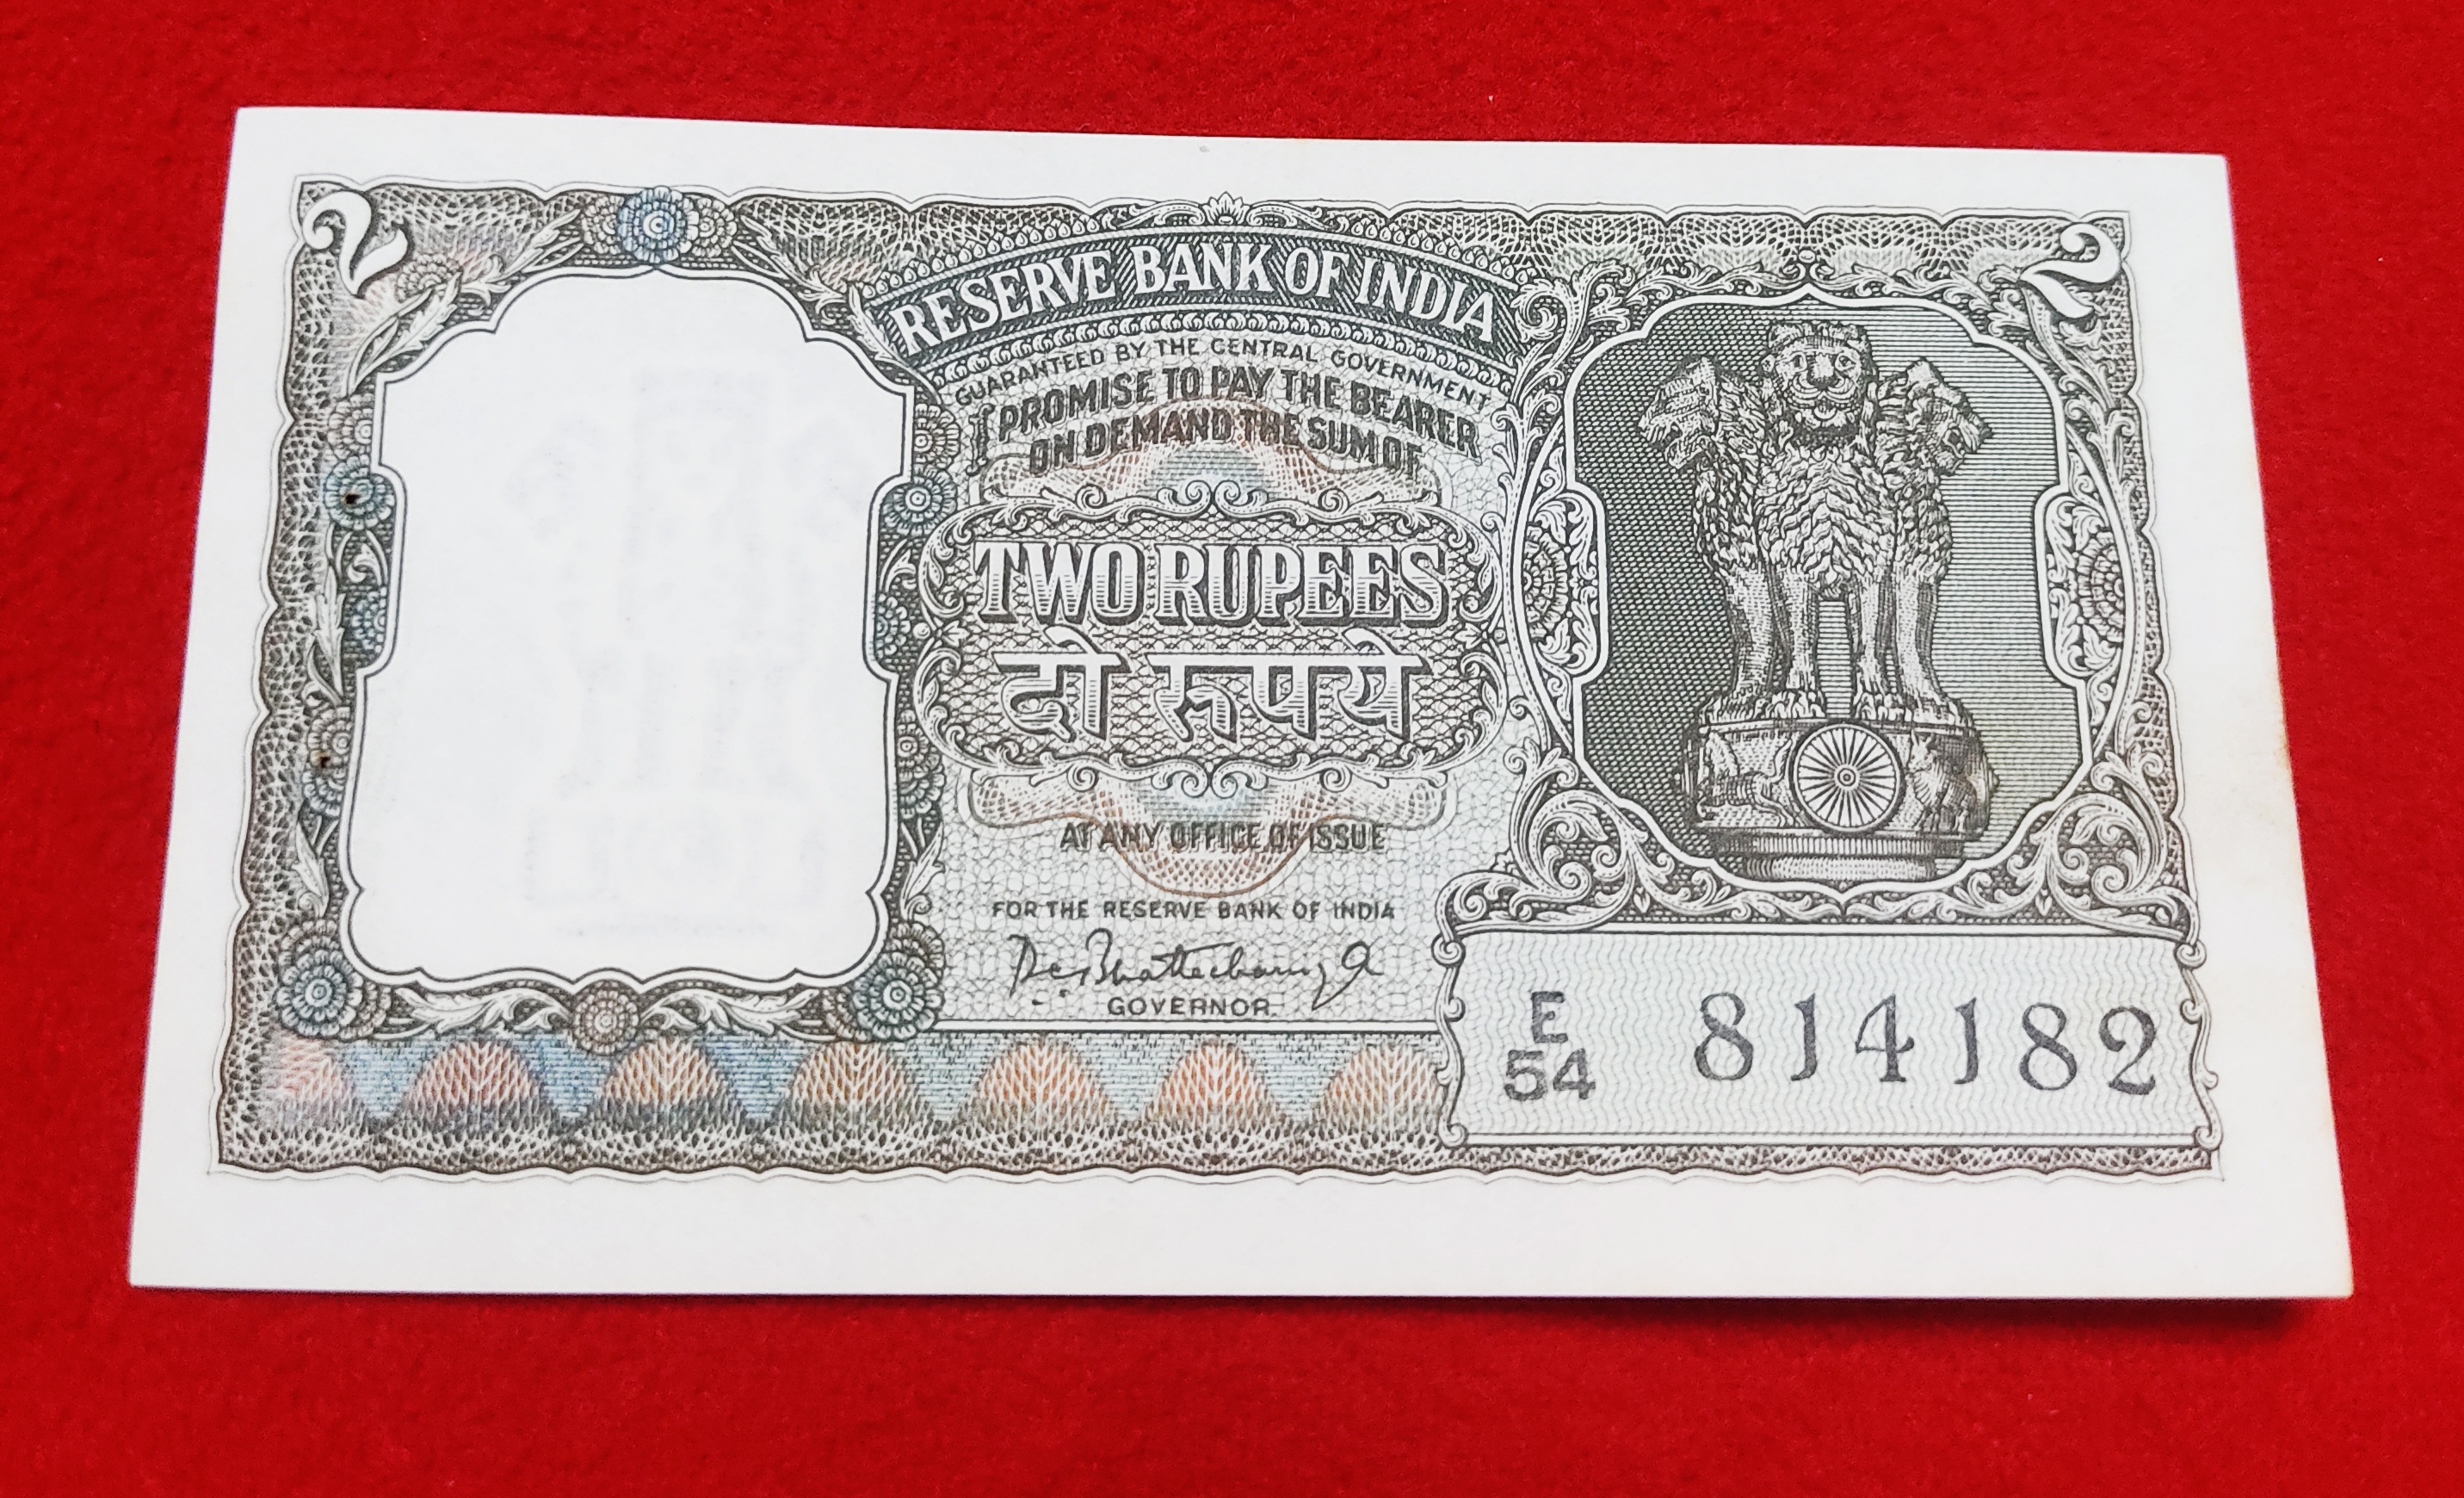 २ 2
RESERVE BANK OF INDIA
GUARANTEED BY THE CENTRAL GOVERNMENT
I PROMISE TO PAY THE BEARER
ON DEMAND THE SUM OF
TWO RUPEES
दो रूपये
AT ANY OFFICE OF ISSUE
FOR THE RESERVE BANK OF INDIA
GOVERNOR.
E
54 814182